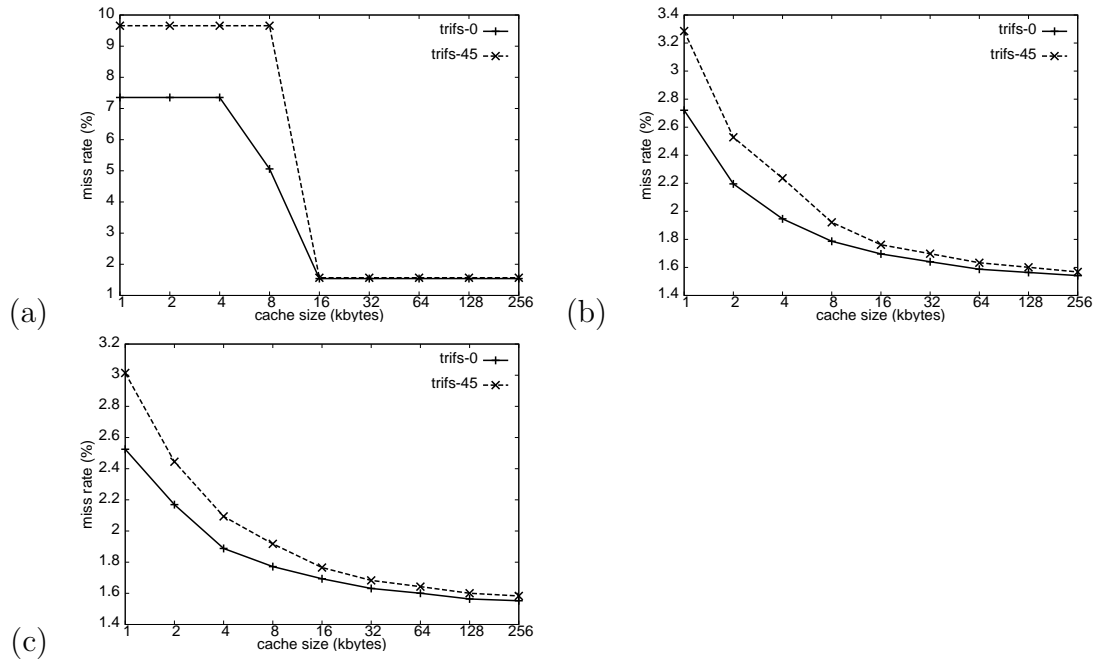 10
9
8
7
6
5
4
3
2
1
1 2 4 8 16 32 64 128 256
miss rate (%)
cache size (kbytes)
trifs-0
trifs-45
(a)
3.4
3.2
3
2.8
2.6
2.4
2.2
2
1.8
1.6
1.4
1 2 4 8 16 32 64 128 256
miss rate (%)
cache size (kbytes)
trifs-0
trifs-45
(b)
3.2
3
2.8
2.6
2.4
2.2
2
1.8
1.6
1.4
1 2 4 8 16 32 64 128 256
miss rate (%)
cache size (kbytes)
trifs-0
trifs-45
(c)